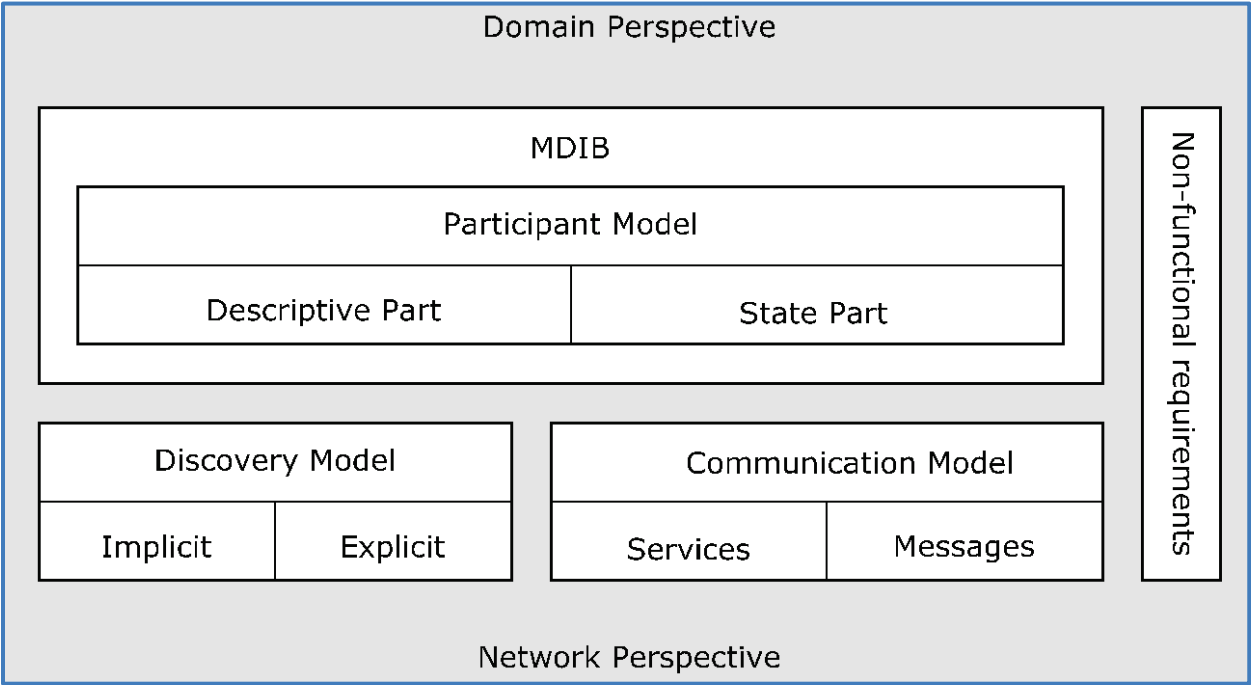 Domain Perspective
MDIB
Participant Model
Descriptive Part
State Part
Discovery Model
Implicit
Explicit
Communication Model
Services
Messages
Non-functional requirements
Network Perspective